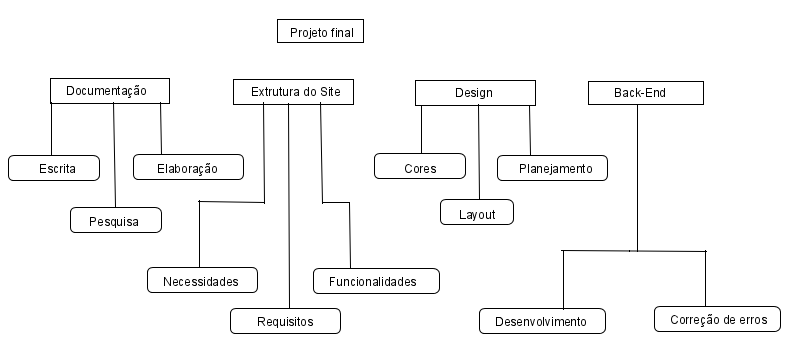 Projeto final
Documentação
Extrutura do Site
Design
Back-End
Escrita
Elaboração
Cores
Planejamento
Pesquisa
Layout
Necessidades
Funcionalidades
Requisitos
Desenvolvimento
Correção de erros